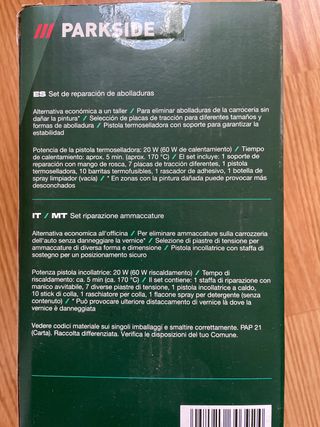 /// PARKSIDE
ES Set de reparación de abolladuras
Alternativa económica a un taller / Para eliminar abolladuras de la carrocería sin
dañar la pintura* / Selección de placas de tracción para diferentes tamaños y
formas de abolladura / Pistola termoselladora con soporte para garantizar la
estabilidad
Potencia de la pistola termoselladora: 20 W (60 W de calentamiento) / Tiempo
de calentamiento: aprox. 5 min. (aprox. 170 °C) / El set incluye: 1 soporte de
reparación con mango de rosca, 7 placas de tracción diferentes, 1 pistola
termoselladora, 10 barritas termofusibles, 1 rascador de adhesivo, 1 botella de
spray limpiador (vacía) / * En zonas con la pintura dañada puede provocar más
desconchados
IT / MT Set riparazione ammaccature
Alternativa economica all'officina / Per eliminare ammaccature sulla carrozzeria
dell'auto senza danneggiare la vernice* / Selezione di piastre di tensione per
ammaccature di diversa forma e dimensione / Pistola incollatrice con staffa di
sostegno per un posizionamento sicuro
Potenza pistola incollatrice: 20 W (60 W riscaldamento) / Tempo di
riscaldamento: ca. 5 min (ca. 170 °C) / Il set contiene: 1 staffa di riparazione con
manico avvitabile, 7 diverse piastre di tensione, 1 pistola incollatrice a caldo,
10 stick di colla, 1 raschiatore per colla, 1 flacone spray per detergente (senza
contenuto) / * Può provocare ulteriore distaccamento di vernice là dove la
vernice è danneggiata
Vedere codici materiale sui singoli imballaggi e smaltire correttamente. PAP 21
(Carta). Raccolta differenziata. Verifica le disposizioni del tuo Comune.